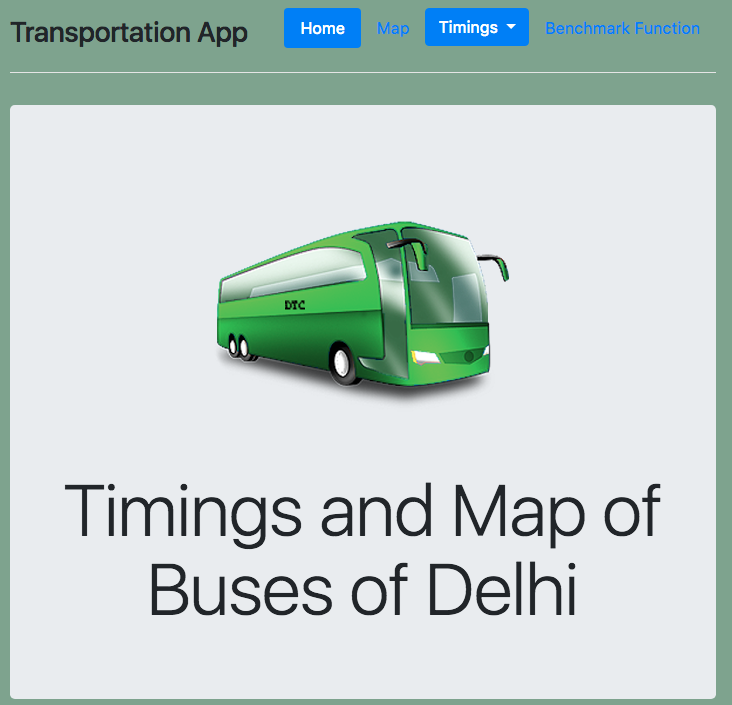 Transportation App
Home
Map
Timings
Benchmark Function
DTC
Timings and Map of
Buses of Delhi